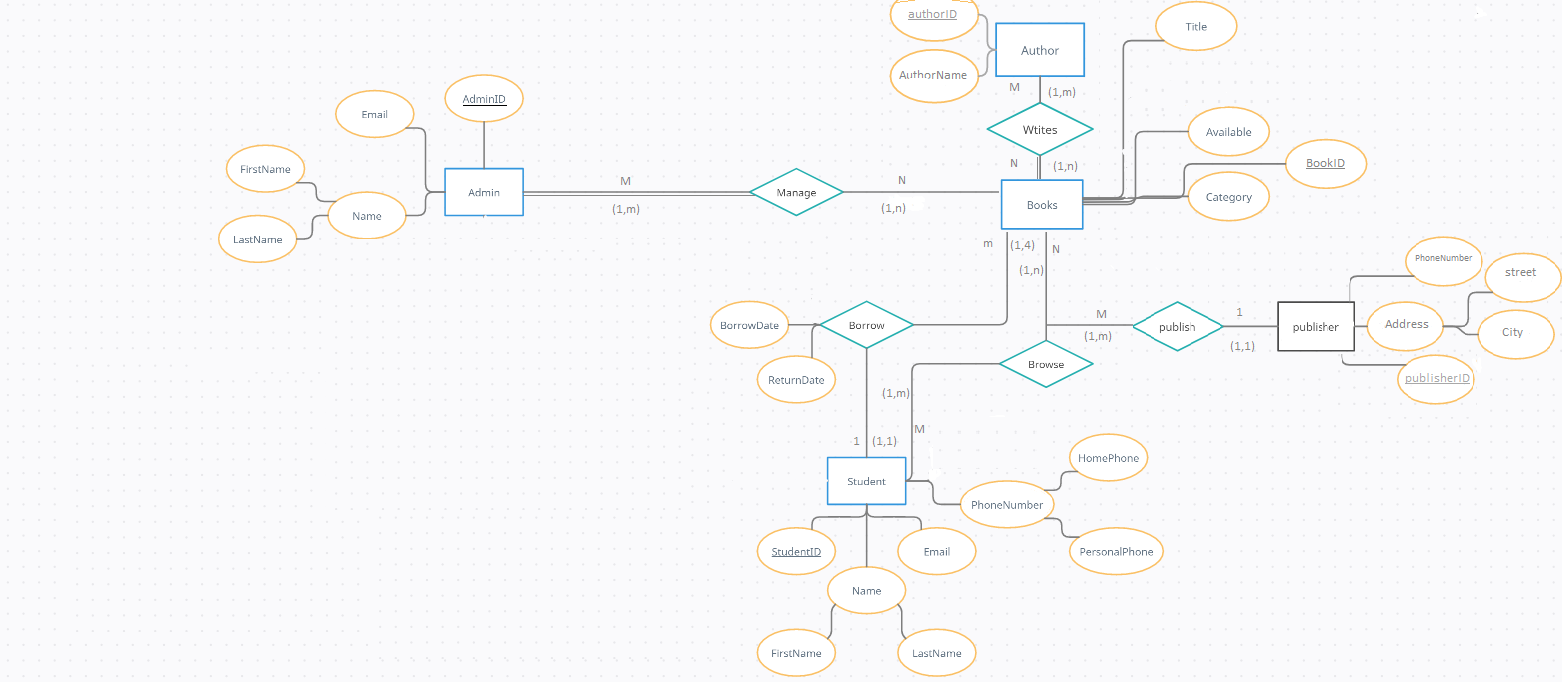 authorID
Title
Author
AuthorName
M
(1,m)
AdminID
Email
Wtites
Available
FirstName
N
(1,n)
BookID
M
N
Admin
Manage
Books
Category
Name
(1,m)
(1,n)
LastName
m
(1,4)
N
PhoneNumber
(1,n)
street
M
1
BorrowDate
Borrow
publish
publisher
Address
City
(1,m)
(1,1)
Browse
ReturnDate
publisherID
(1,m)
M
1
(1,1)
HomePhone
Student
PhoneNumber
StudentID
Email
PersonalPhone
Name
FirstName
LastName